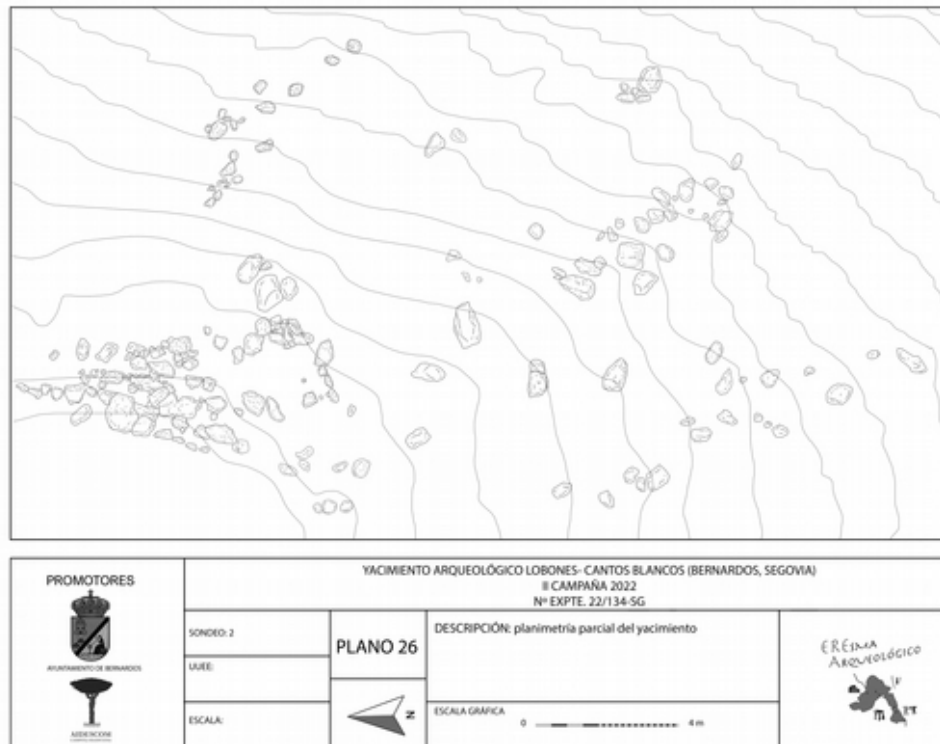 PROMOTORES
AYUNTAMIENTO DE BERNARDOS
AIDESCOM
YACIMIENTO ARQUEOLÓGICO LOBONES- CANTOS BLANCOS (BERNARDOS, SEGOVIA)
II CAMPAÑA 2022
Nº EXPTE. 22/134-SG
SONDEO: 2
UUEE:
ESCALA:
PLANO 26
N
DESCRIPCIÓN: planimetría parcial del yacimiento
ESCALA GRÁFICA
0 4 m
ERESMA
ARQUEOLÓGICO